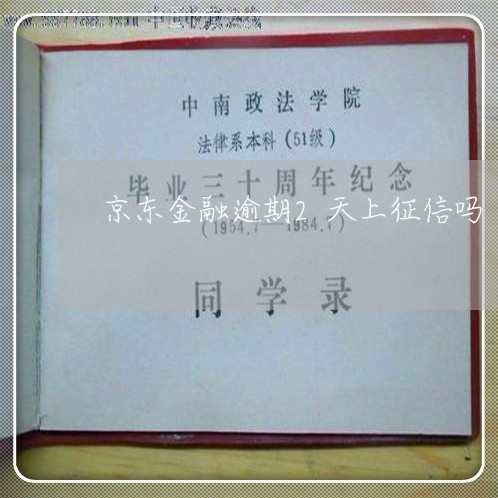 中南政法学院
法律系本科(51级)
毕业三十周年纪念
京东金融逾期2天上征信吗
(1954.7—1984.7)
同学录